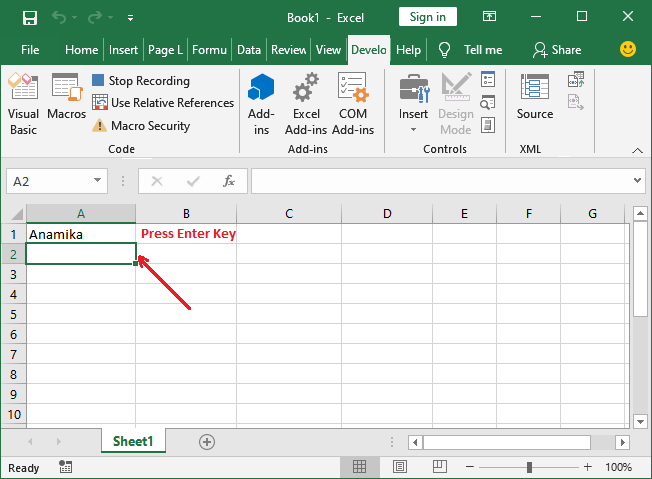 Book1 - Excel
Sign in
File Home Insert Page L Formu Data Review View Develo Help Tell me Share
Visual Basic
Macros
Stop Recording
Use Relative References
Macro Security
Code
Add-ins
Excel Add-ins
COM Add-ins
Add-ins
Insert
Design Mode
Controls
Source
XML
A2
fx
A B C D E F G
1 Anamika Press Enter Key
2
3
4
5
6
7
8
9
10
Sheet1
Ready
100%